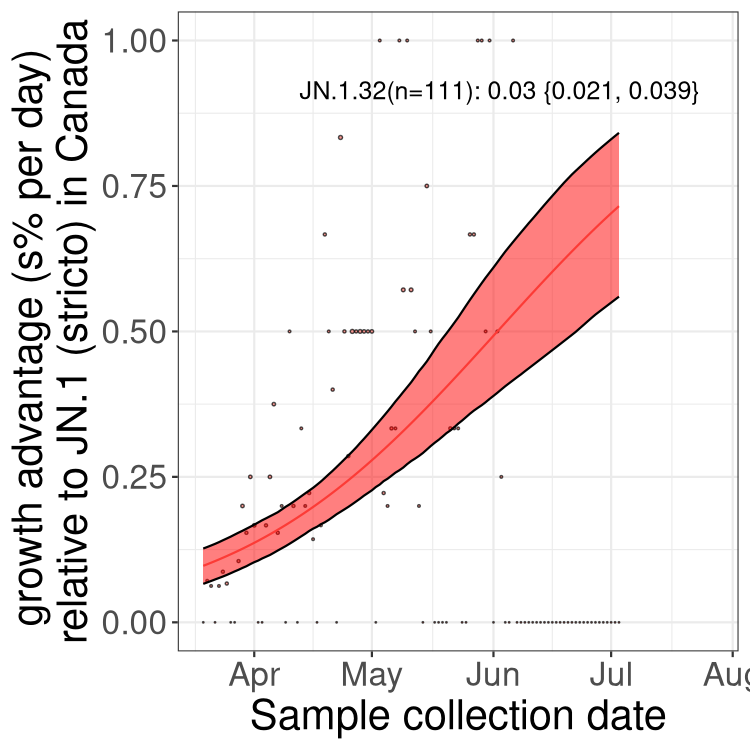 growth advantage (s% per day)
relative to JN.1 (stricto) in Canada
1.00
0.75
0.50
0.25
0.00
JN.1.32(n=111): 0.03 {0.021, 0.039}
Apr May Jun Jul Aug
Sample collection date